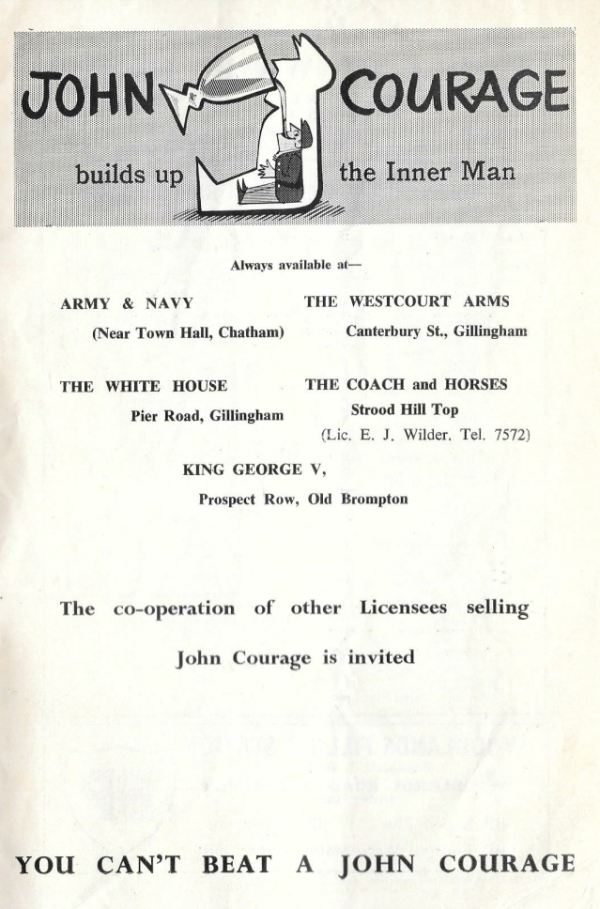 JOHN COURAGE
builds up the Inner Man
Always available at—
ARMY & NAVY
(Near Town Hall, Chatham)
THE WESTCOURT ARMS
Canterbury St., Gillingham
THE WHITE HOUSE
Pier Road, Gillingham
THE COACH and HORSES
Strood Hill Top
(Lic. E. J. Wilder. Tel. 7572)
KING GEORGE V,
Prospect Row, Old Brompton
The co-operation of other Licensees selling
John Courage is invited
YOU CAN'T BEAT A JOHN COURAGE